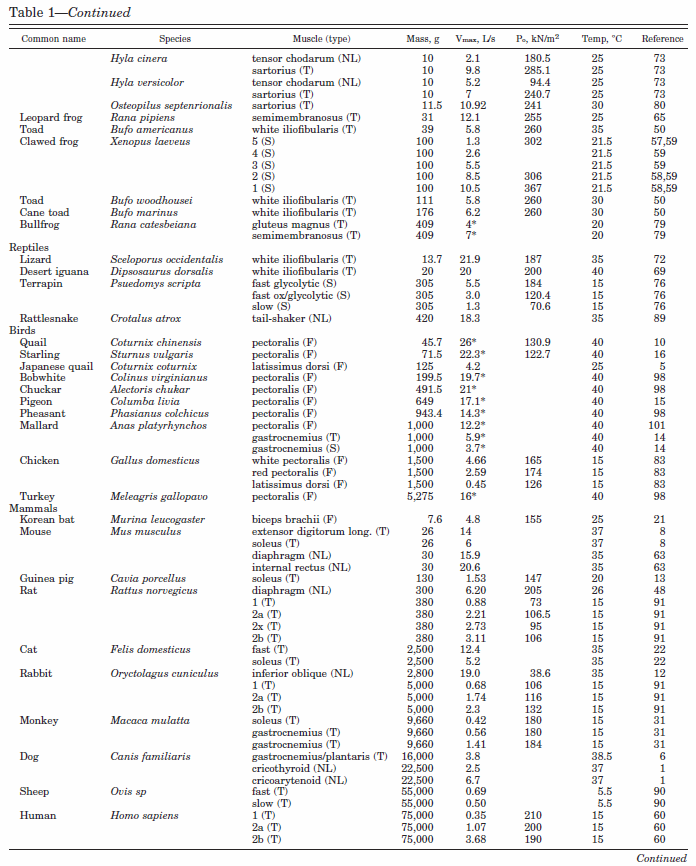 Table 1—Continued
Common name Species Muscle (type) Mass, g Vmax, L/s Po, kN/m² Temp, °C Reference
Hyla cinera tensor chodarum (NL) 10 2.1 180.5 25 73
sartorius (T) 10 9.8 285.1 25 73
Hyla versicolor tensor chodarum (NL) 10 5.2 94.4 25 73
sartorius (T) 10 7 240.7 25 73
Osteopilus septenrionalis sartorius (T) 11.5 10.92 241 30 80
Leopard frog Rana pipiens semimembranosus (T) 31 12.1 255 25 65
Toad Bufo americanus white iliofibularis (T) 39 5.8 260 35 50
Clawed frog Xenopus laeveus 5 (S) 100 1.3 302 21.5 57,59
4 (S) 100 2.6 21.5 59
3 (S) 100 5.5 21.5 59
2 (S) 100 8.5 306 21.5 58,59
1 (S) 100 10.5 367 21.5 58,59
Toad Bufo woodhousei white iliofibularis (T) 111 5.8 260 30 50
Cane toad Bufo marinus white iliofibularis (T) 176 6.2 260 30 50
Bullfrog Rana catesbeiana gluteus magnus (T) 409 4* 20 79
semimembranosus (T) 409 7* 20 79
Reptiles
Lizard Sceloporus occidentalis white iliofibularis (T) 13.7 21.9 187 35 72
Desert iguana Dipsosaurus dorsalis white iliofibularis (T) 20 20 200 40 69
Terrapin Psuedomys scripta fast glycolytic (S) 305 5.5 184 15 76
fast ox/glycolytic (S) 305 3.0 120.4 15 76
slow (S) 305 1.3 70.6 15 76
Rattlesnake Crotalus atrox tail-shaker (NL) 420 18.3 35 89
Birds
Quail Coturnix chinensis pectoralis (F) 45.7 26* 130.9 40 10
Starling Sturnus vulgaris pectoralis (F) 71.5 22.3* 122.7 40 16
Japanese quail Coturnix coturnix latissimus dorsi (F) 125 4.2 25 5
Bobwhite Colinus virginianus pectoralis (F) 199.5 19.7* 40 98
Chuckar Alectoris chukar pectoralis (F) 491.5 21* 40 98
Pigeon Columba livia pectoralis (F) 649 17.1* 40 15
Pheasant Phasianus colchicus pectoralis (F) 943.4 14.3* 40 98
Mallard Anas platyrhynchos pectoralis (F) 1,000 12.2* 40 101
gastrocnemius (T) 1,000 5.9* 40 14
gastrocnemius (S) 1,000 3.7* 40 14
Chicken Gallus domesticus white pectoralis (F) 1,500 4.66 165 15 83
red pectoralis (F) 1,500 2.59 174 15 83
latissimus dorsi (F) 1,500 0.45 126 15 83
Turkey Meleagris gallopavo pectoralis (F) 5,275 16* 40 98
Mammals
Korean bat Murina leucogaster biceps brachii (F) 7.6 4.8 155 25 21
Mouse Mus musculus extensor digitorum long. (T) 26 14 37 8
soleus (T) 26 6 37 8
diaphragm (NL) 30 15.9 35 63
internal rectus (NL) 30 20.6 35 63
Guinea pig Cavia porcellus soleus (T) 130 1.53 147 20 13
Rat Rattus norvegicus diaphragm (NL) 300 6.20 205 26 48
1 (T) 380 0.88 73 15 91
2a (T) 380 2.21 106.5 15 91
2x (T) 380 2.73 95 15 91
2b (T) 380 3.11 106 15 91
Cat Felis domesticus fast (T) 2,500 12.4 35 22
soleus (T) 2,500 5.2 35 22
Rabbit Oryctolagus cuniculus inferior oblique (NL) 2,800 19.0 38.6 35 12
1 (T) 5,000 0.68 106 15 91
2a (T) 5,000 1.74 116 15 91
2b (T) 5,000 2.3 132 15 91
Monkey Macaca mulatta soleus (T) 9,660 0.42 180 15 31
gastrocnemius (T) 9,660 0.56 180 15 31
gastrocnemius (T) 9,660 1.41 184 15 31
Dog Canis familiaris gastrocnemius/plantaris (T) 16,000 3.8 38.5 6
cricothyroid (NL) 22,500 2.5 37 1
cricoarytenoid (NL) 22,500 6.7 37 1
Sheep Ovis sp fast (T) 55,000 0.69 5.5 90
slow (T) 55,000 0.50 5.5 90
Human Homo sapiens 1 (T) 75,000 0.35 210 15 60
2a (T) 75,000 1.07 200 15 60
2b (T) 75,000 3.68 190 15 60
Continued